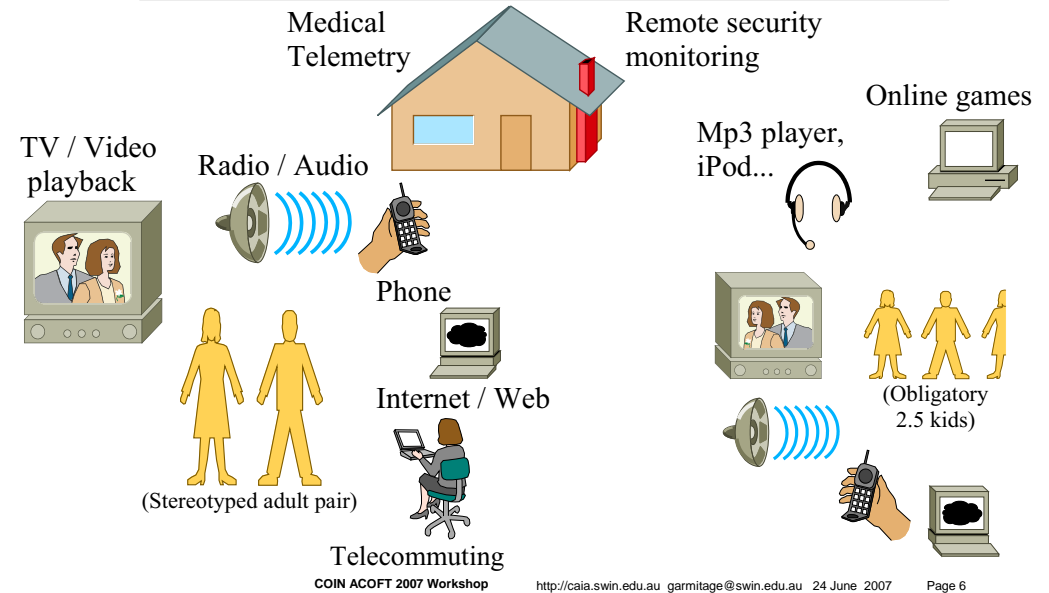 Medical
Telemetry
Remote security
monitoring
Online games
Mp3 player,
iPod...
TV / Video
playback
Radio / Audio
Phone
Internet / Web
(Obligatory
2.5 kids)
(Stereotyped adult pair)
Telecommuting
COIN ACOFT 2007 Workshop
http://caia.swin.edu.au garmitage@swin.edu.au 24 June 2007 Page 6